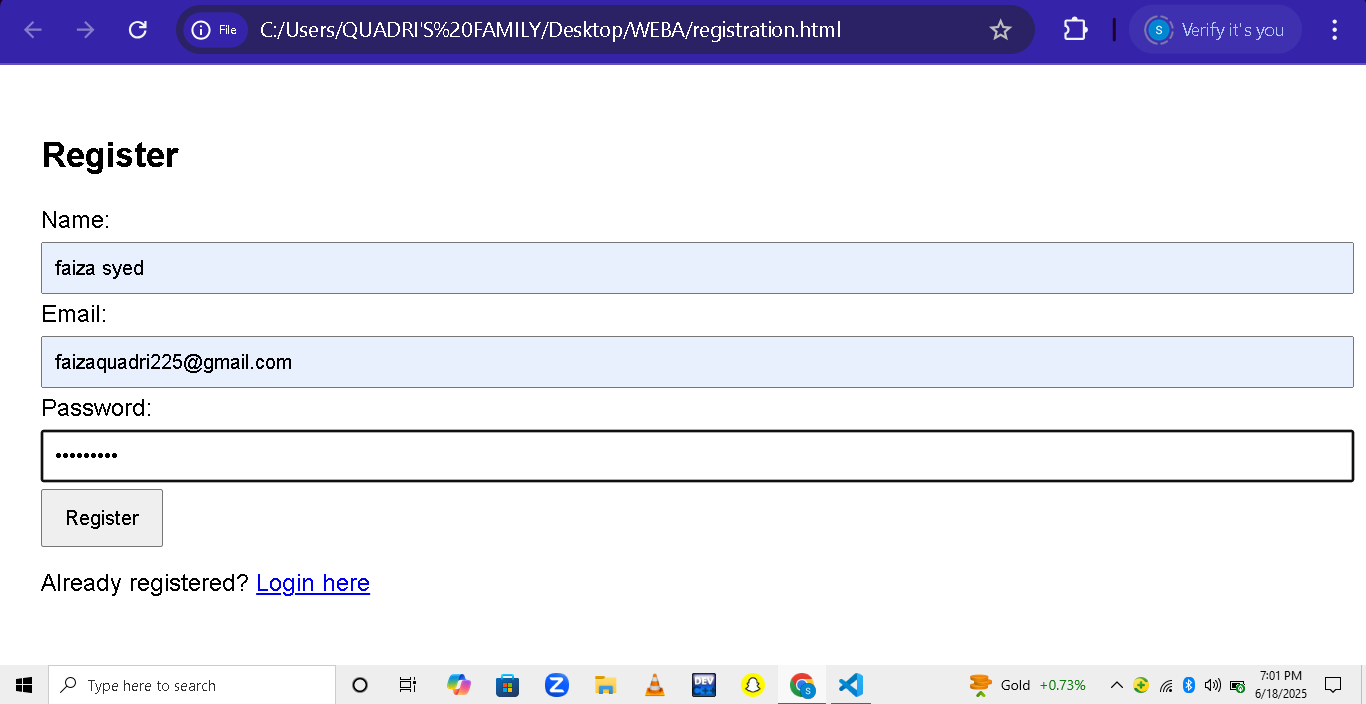 File C:/Users/QUADRI'S%20FAMILY/Desktop/WEBA/registration.html S Verify it's you
Register
Name:
faiza syed
Email:
faizaquadri225@gmail.com
Password:
•••••••••
Register
Already registered? Login here
Type here to search DEV S Gold +0.73% 7:01 PM
6/18/2025